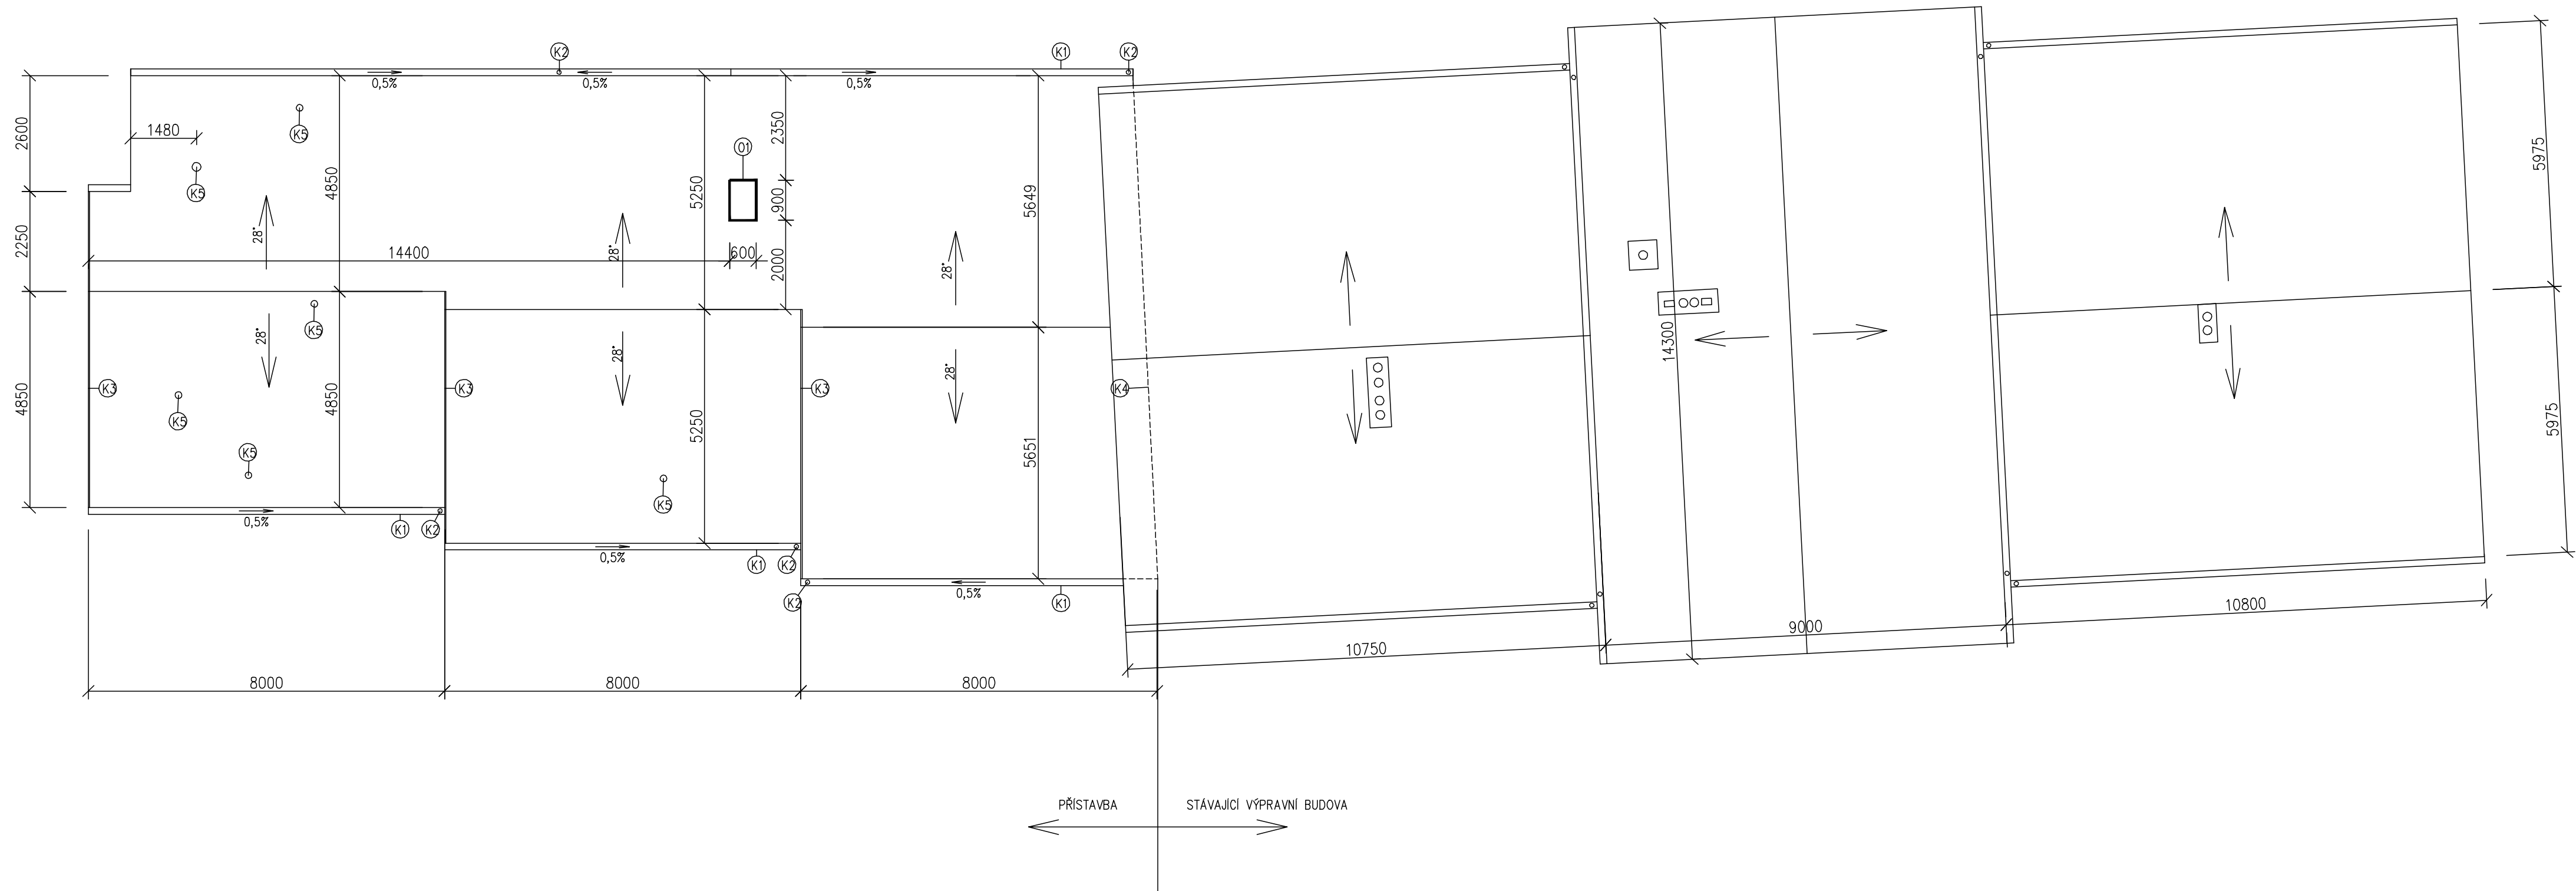 K2
K1
K2
0,5%
0,5%
0,5%
2600
1480
K5
K5
4850
5250
O1
2350
900
5649
5975
2250
28°
14400
28°
600
2000
28°
14300
K5
28°
28°
28°
4850
K3
4850
K3
5250
K3
5651
K4
5975
K5
K5
K5
0,5%
K1
K2
0,5%
K1
K2
K2
0,5%
K1
10750
9000
10800
8000
8000
8000
PŘÍSTAVBA
STÁVAJÍCÍ VÝPRAVNÍ BUDOVA